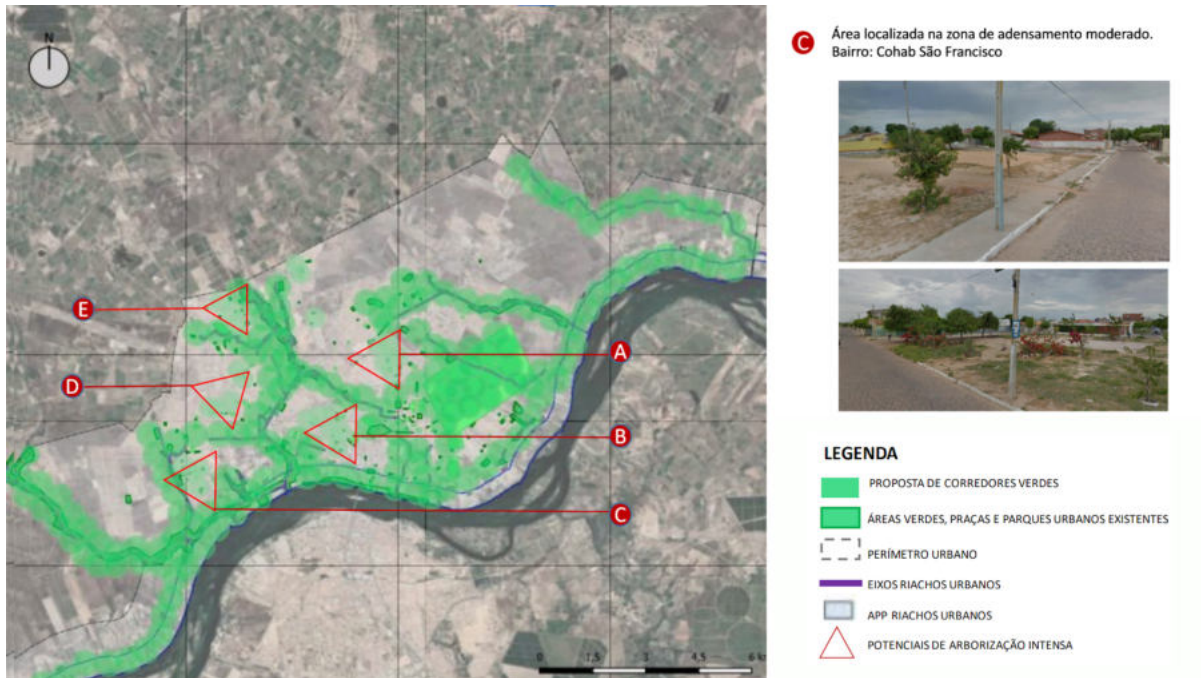 N
E
D
A
B
C
0 1,5 3 4,5 6 km
C
Área localizada na zona de adensamento moderado.
Bairro: Cohab São Francisco
LEGENDA
PROPOSTA DE CORREDORES VERDES
ÁREAS VERDES, PRAÇAS E PARQUES URBANOS EXISTENTES
PERÍMETRO URBANO
EIXOS RIACHOS URBANOS
APP RIACHOS URBANOS
POTENCIAIS DE ARBORIZAÇÃO INTENSA